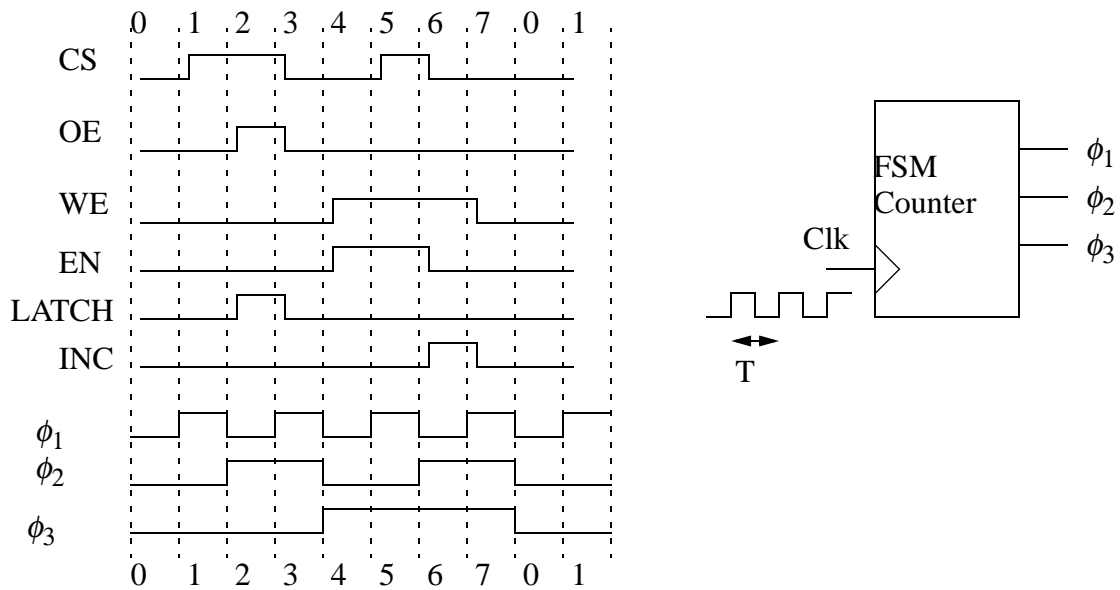 0 1 2 3 4 5 6 7 0 1
CS
OE
WE
EN
LATCH
INC
ϕ1
ϕ2
ϕ3
0 1 2 3 4 5 6 7 0 1
FSM
Counter
Clk
T
ϕ1
ϕ2
ϕ3